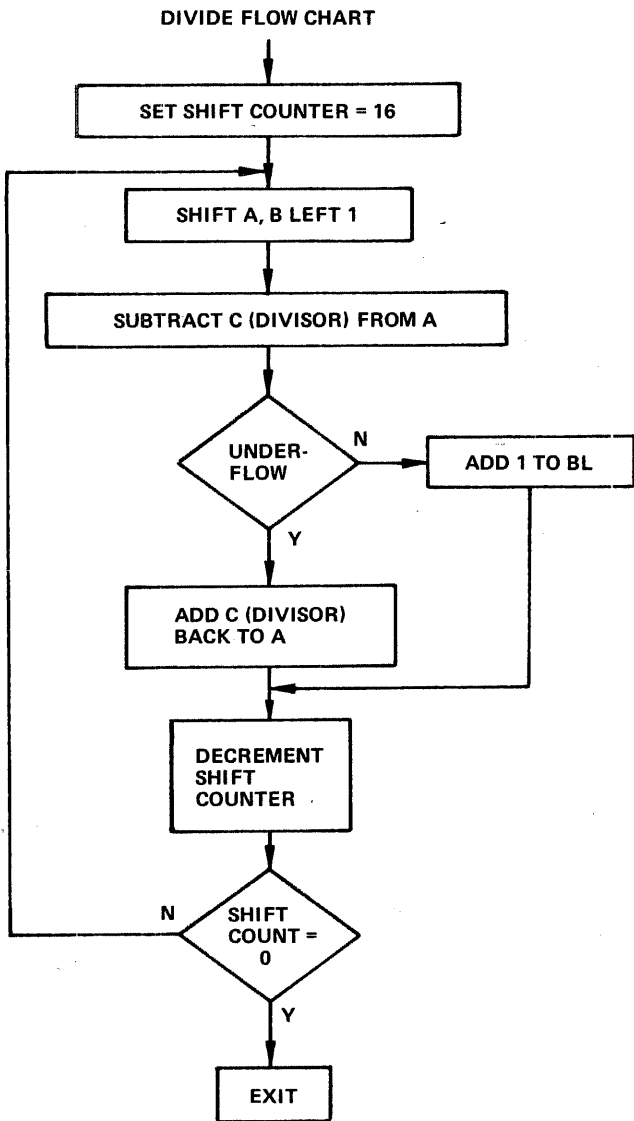 DIVIDE FLOW CHART
SET SHIFT COUNTER = 16
SHIFT A, B LEFT 1
SUBTRACT C (DIVISOR) FROM A
UNDER-
FLOW
N
ADD 1 TO BL
Y
ADD C (DIVISOR)
BACK TO A
DECREMENT
SHIFT
COUNTER
N
SHIFT
COUNT =
0
Y
EXIT